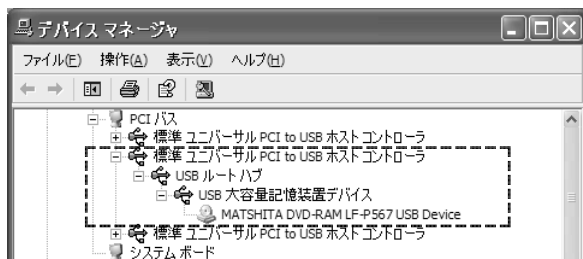 デバイス マネージャ
ファイル(F) 操作(A) 表示(V) ヘルプ(H)
PCI バス
標準 ユニバーサル PCI to USB ホスト コントローラ
標準 ユニバーサル PCI to USB ホスト コントローラ
USB ルート ハブ
USB 大容量記憶装置デバイス
MATSHITA DVD-RAM LF-P567 USB Device
標準 ユニバーサル PCI to USB ホスト コントローラ
システム ボード